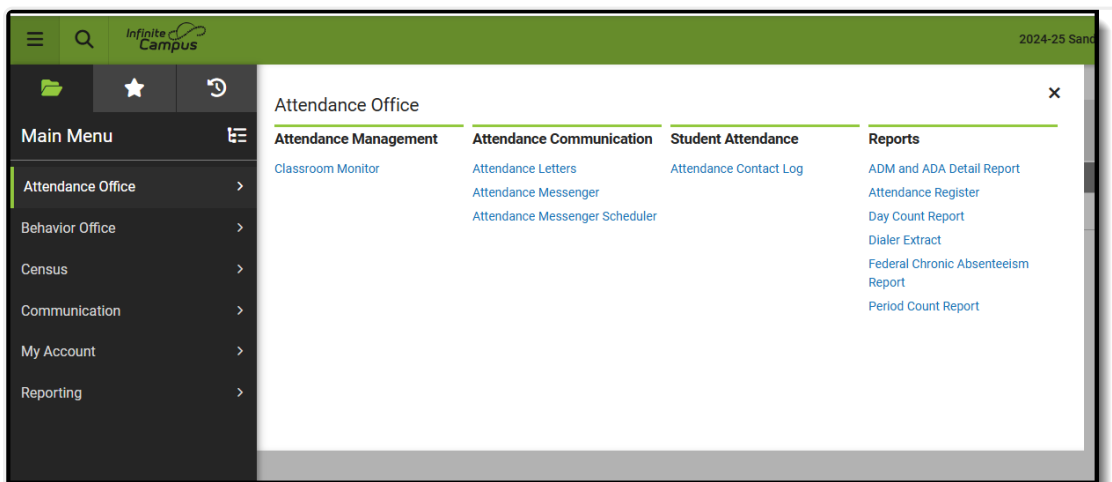 Infinite
Campus
2024-25 Sand
Main Menu
Attendance Office
Behavior Office
Census
Communication
My Account
Reporting
Attendance Office
Attendance Management
Classroom Monitor
Attendance Communication
Attendance Letters
Attendance Messenger
Attendance Messenger Scheduler
Student Attendance
Attendance Contact Log
Reports
ADM and ADA Detail Report
Attendance Register
Day Count Report
Dialer Extract
Federal Chronic Absenteeism
Report
Period Count Report